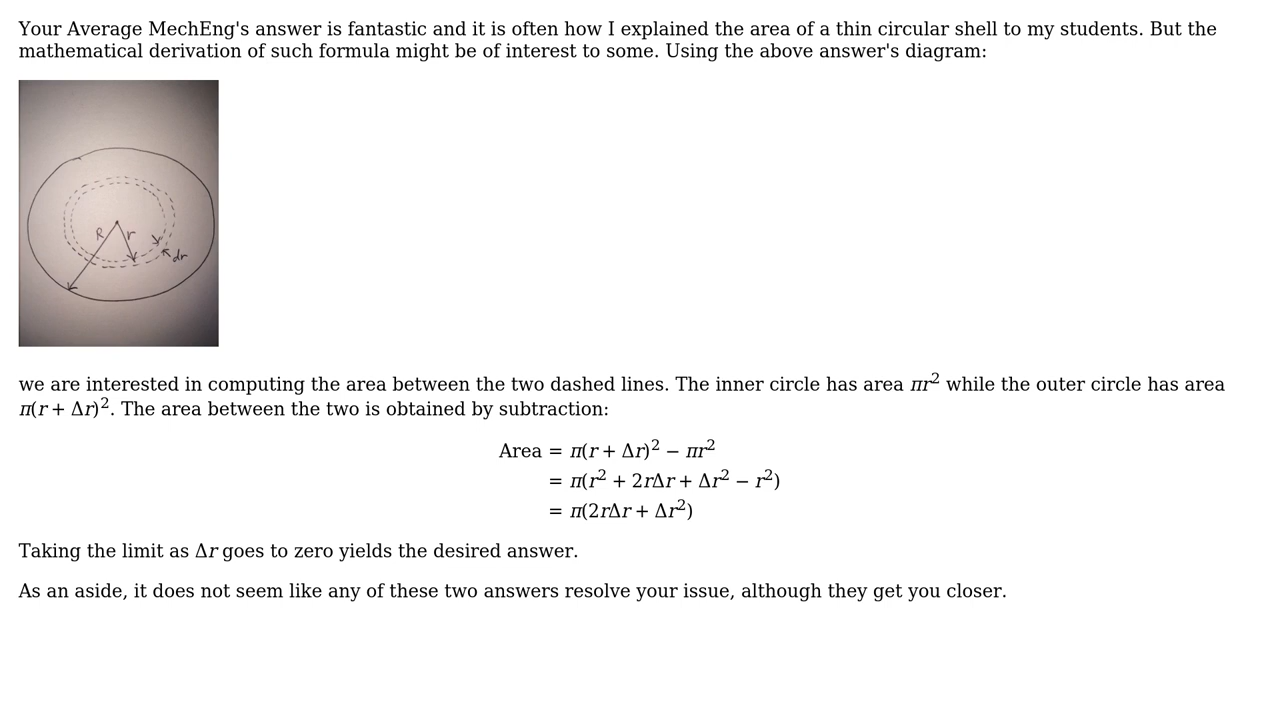 Your Average MechEng's answer is fantastic and it is often how I explained the area of a thin circular shell to my students. But the
mathematical derivation of such formula might be of interest to some. Using the above answer's diagram:
R r
dr
we are interested in computing the area between the two dashed lines. The inner circle has area πr² while the outer circle has area
π(r + Δr)². The area between the two is obtained by subtraction:
Area = π(r + Δr)² − πr²
= π(r² + 2rΔr + Δr² − r²)
= π(2rΔr + Δr²)
Taking the limit as Δr goes to zero yields the desired answer.
As an aside, it does not seem like any of these two answers resolve your issue, although they get you closer.